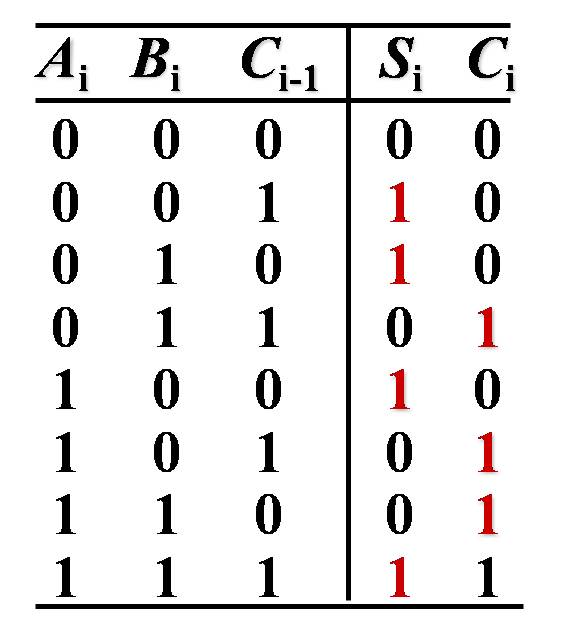 Ai Bi Ci-1 Si Ci
0 0 0 0 0
0 0 1 1 0
0 1 0 1 0
0 1 1 0 1
1 0 0 1 0
1 0 1 0 1
1 1 0 0 1
1 1 1 1 1